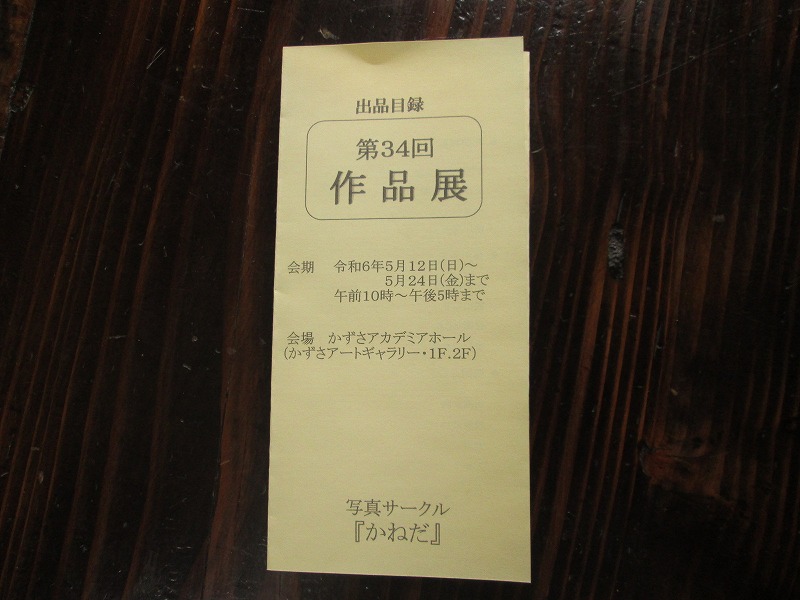 出品目録
第34回
作品展
会期 令和6年5月12日(日)～
5月24日(金)まで
午前10時～午後5時まで
会場 かずさアカデミアホール
(かずさアートギャラリー・1F.2F)
写真サークル
『かねだ』